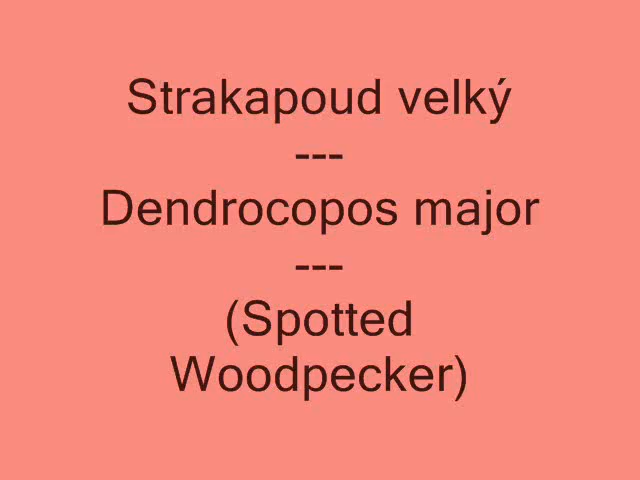 Strakapoud velký
---
Dendrocopos major
---
(Spotted
Woodpecker)